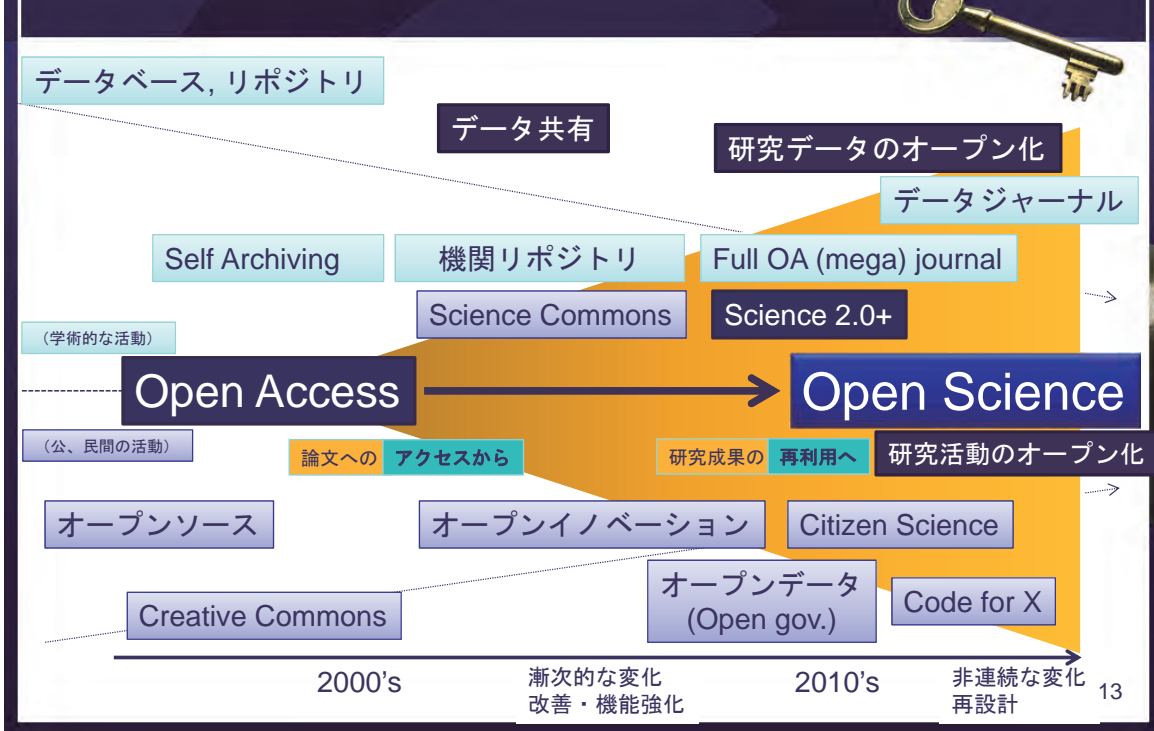 データベース, リポジトリ
データ共有
研究データのオープン化
データジャーナル
Self Archiving
機関リポジトリ
Full OA (mega) journal
Science Commons
Science 2.0+
（学術的な活動）
Open Access
Open Science
（公、民間の活動）
論文への アクセスから
研究成果の 再利用へ
研究活動のオープン化
オープンソース
オープンイノベーション
Citizen Science
オープンデータ
(Open gov.)
Code for X
Creative Commons
2000's
漸次的な変化
改善・機能強化
2010's
非連続な変化
再設計
13